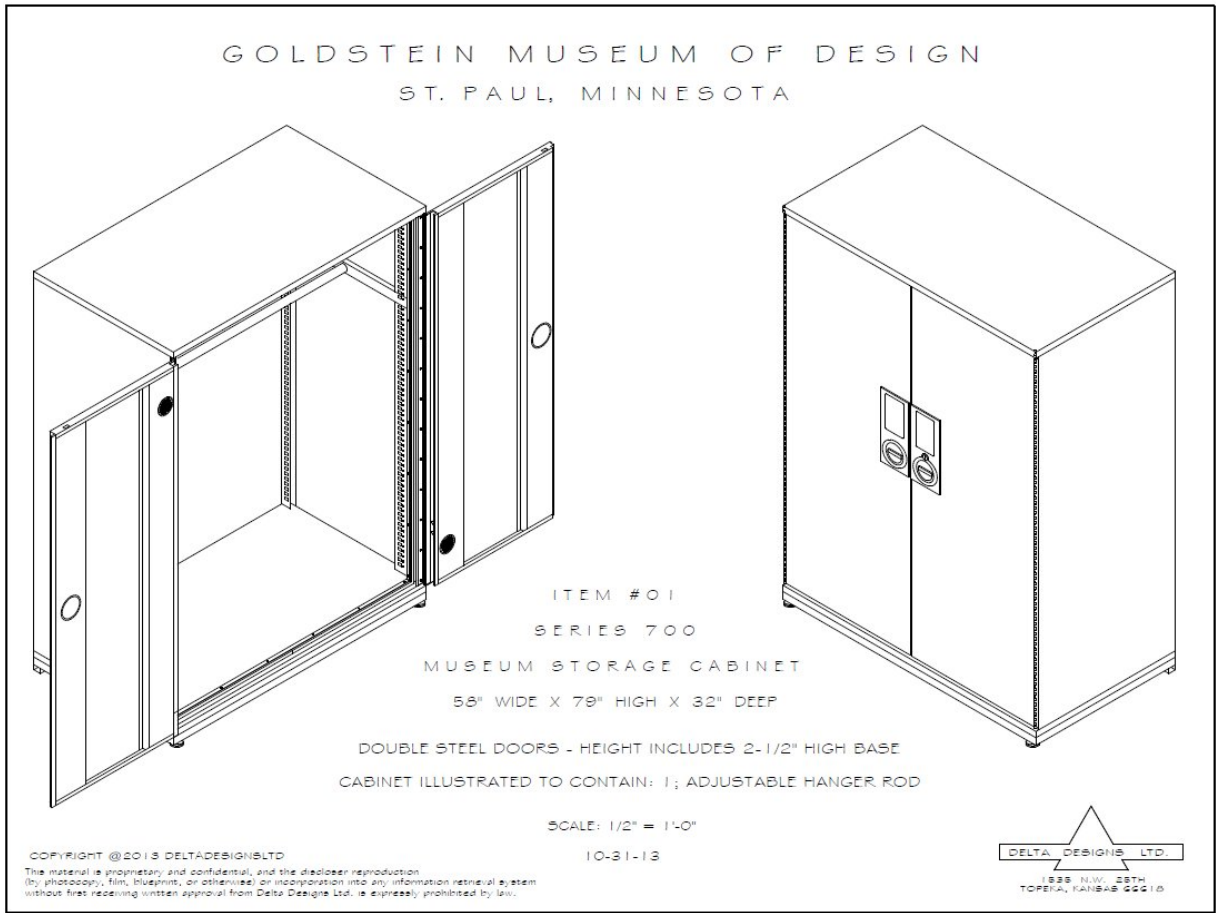 GOLDSTEIN MUSEUM OF DESIGN
ST. PAUL, MINNESOTA
ITEM #01
SERIES 700
MUSEUM STORAGE CABINET
58" WIDE X 79" HIGH X 32" DEEP
DOUBLE STEEL DOORS - HEIGHT INCLUDES 2-1/2" HIGH BASE
CABINET ILLUSTRATED TO CONTAIN: 1; ADJUSTABLE HANGER ROD
SCALE: 1/2" = 1'-0"
10-31-13
COPYRIGHT @2013 DELTADESIGNSLTD
This material is proprietary and confidential, and the discloser reproduction
(by photocopy, film, blueprint, or otherwise) or incorporation into any information retrieval system
without first receiving written approval from Delta Designs Ltd. is expressly prohibited by law.
DELTA DESIGNS LTD.
1535 N.W. 25TH
TOPEKA, KANSAS 66618